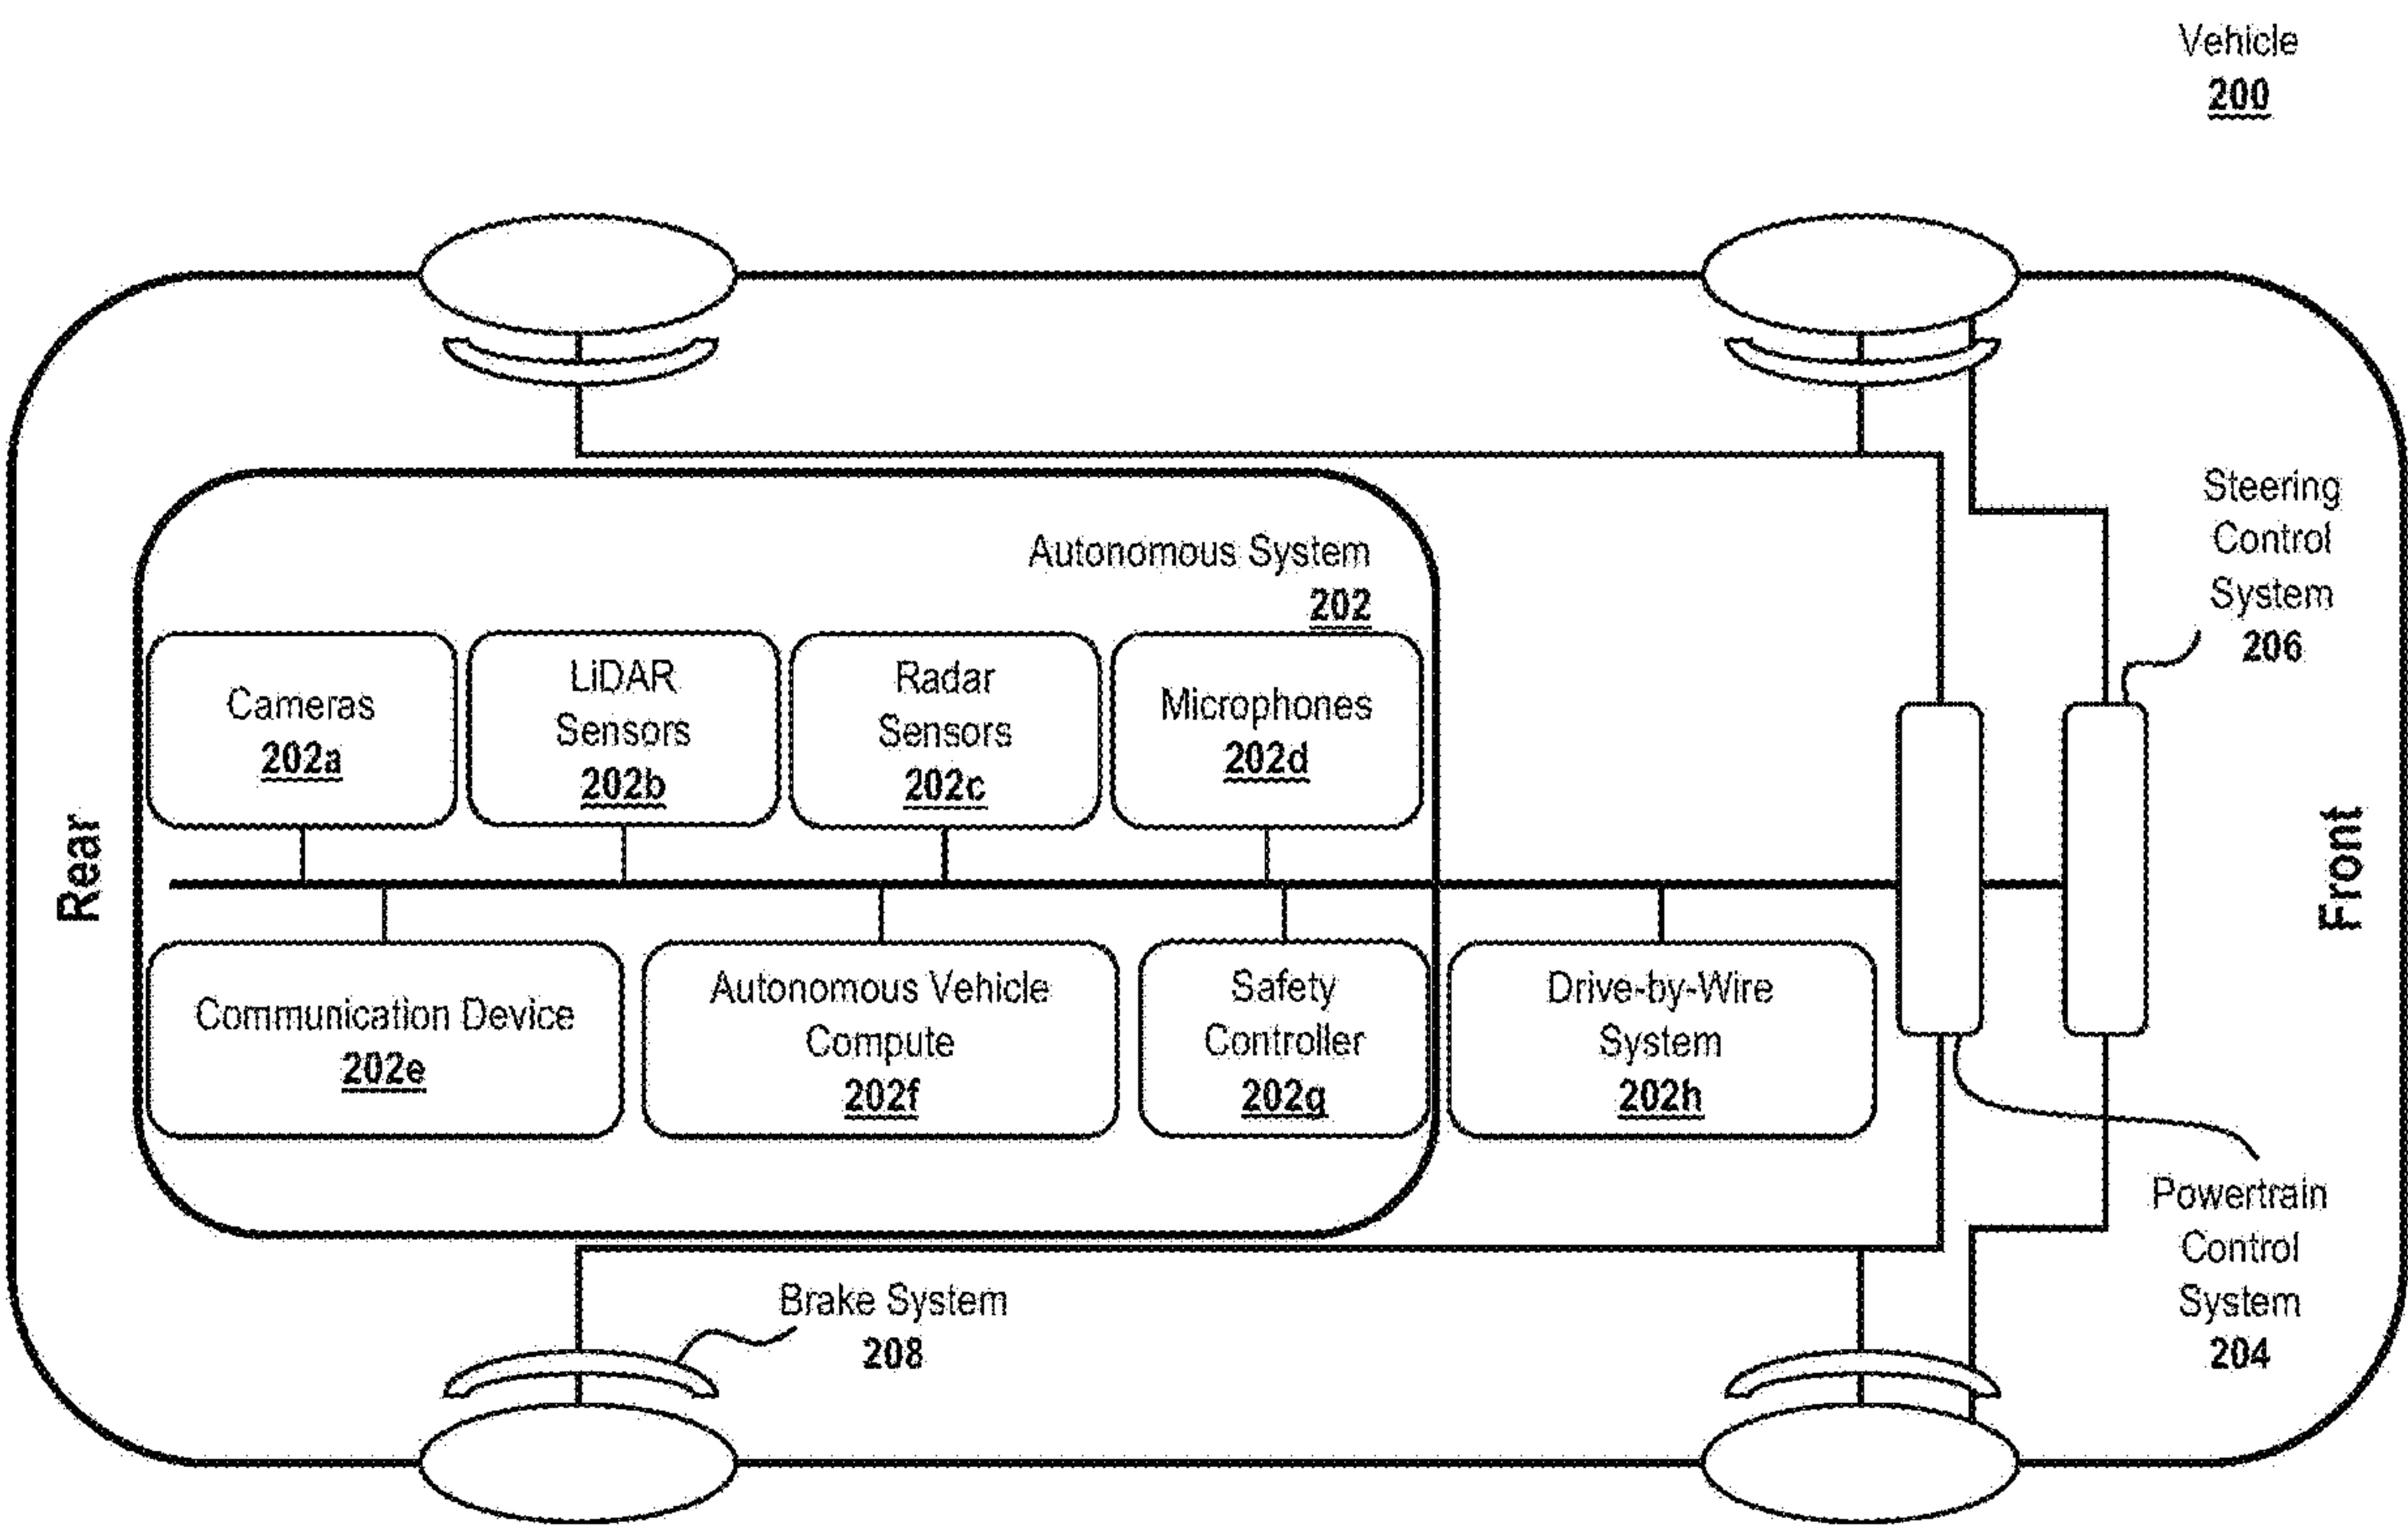 Vehicle
200
Steering
Control
System
206
Autonomous System
202
Cameras
202a
LiDAR
Sensors
202b
Radar
Sensors
202c
Microphones
202d
Rear
Front
Communication Device
202e
Autonomous Vehicle
Compute
202f
Safety
Controller
202g
Drive-by-Wire
System
202h
Powertrain
Control
System
204
Brake System
208